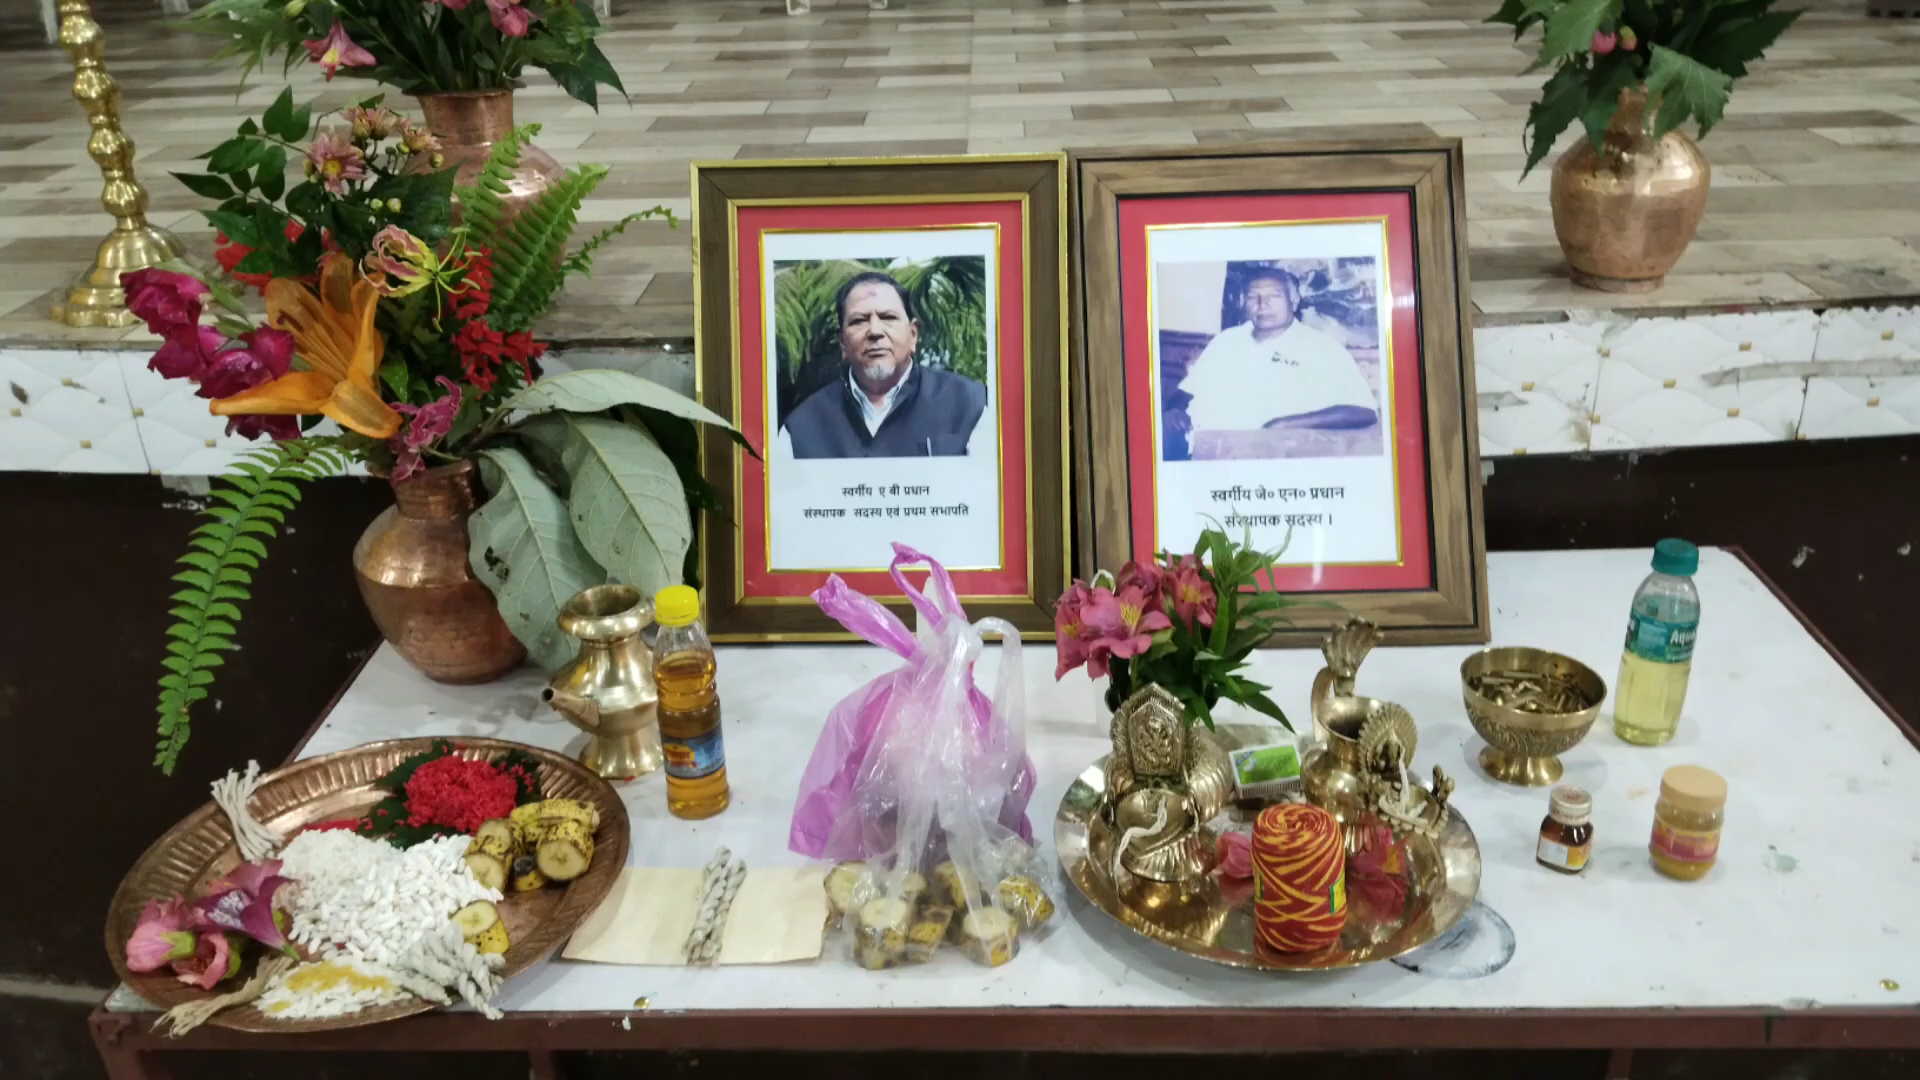 स्वर्गीय ए बी प्रधान
संस्थापक सदस्य एवं प्रथम सभापति
स्वर्गीय जे० एन० प्रधान
संस्थापक सदस्य ।